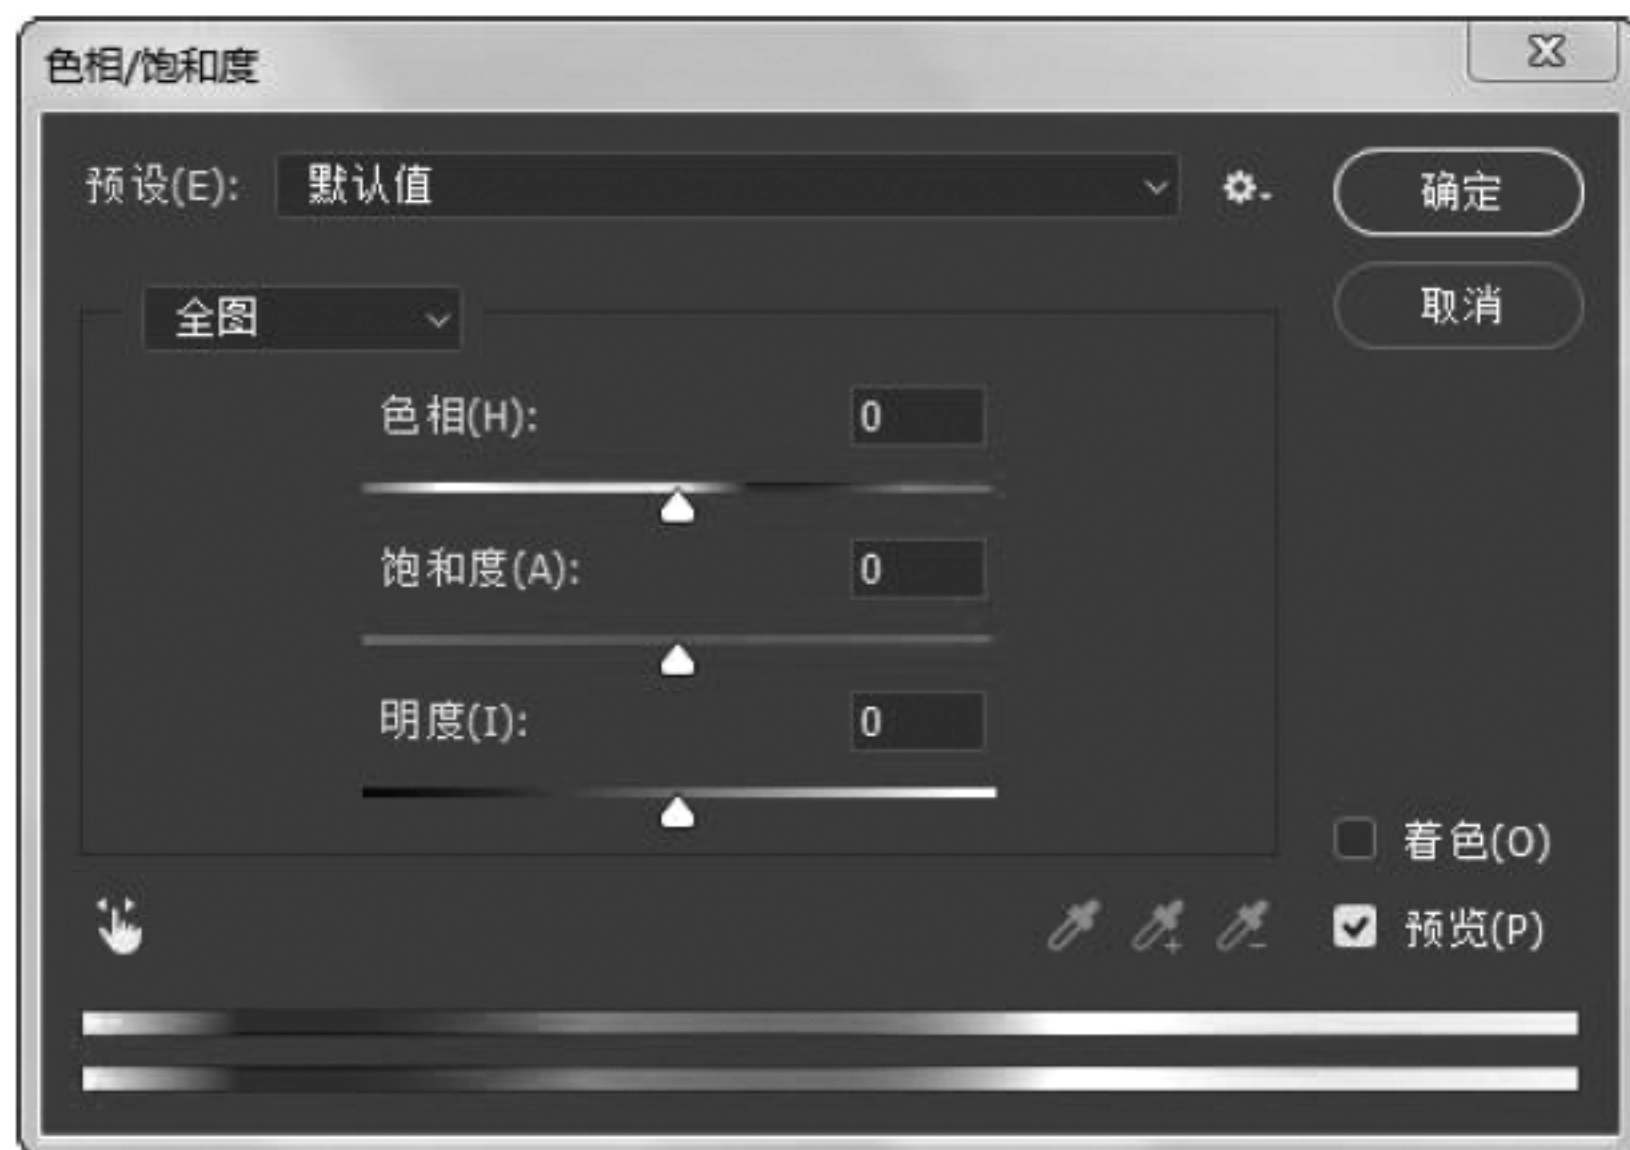 色相/饱和度
预设(E): 默认值 确定
取消
全图
色相(H): 0
饱和度(A): 0
明度(I): 0
着色(O)
预览(P)